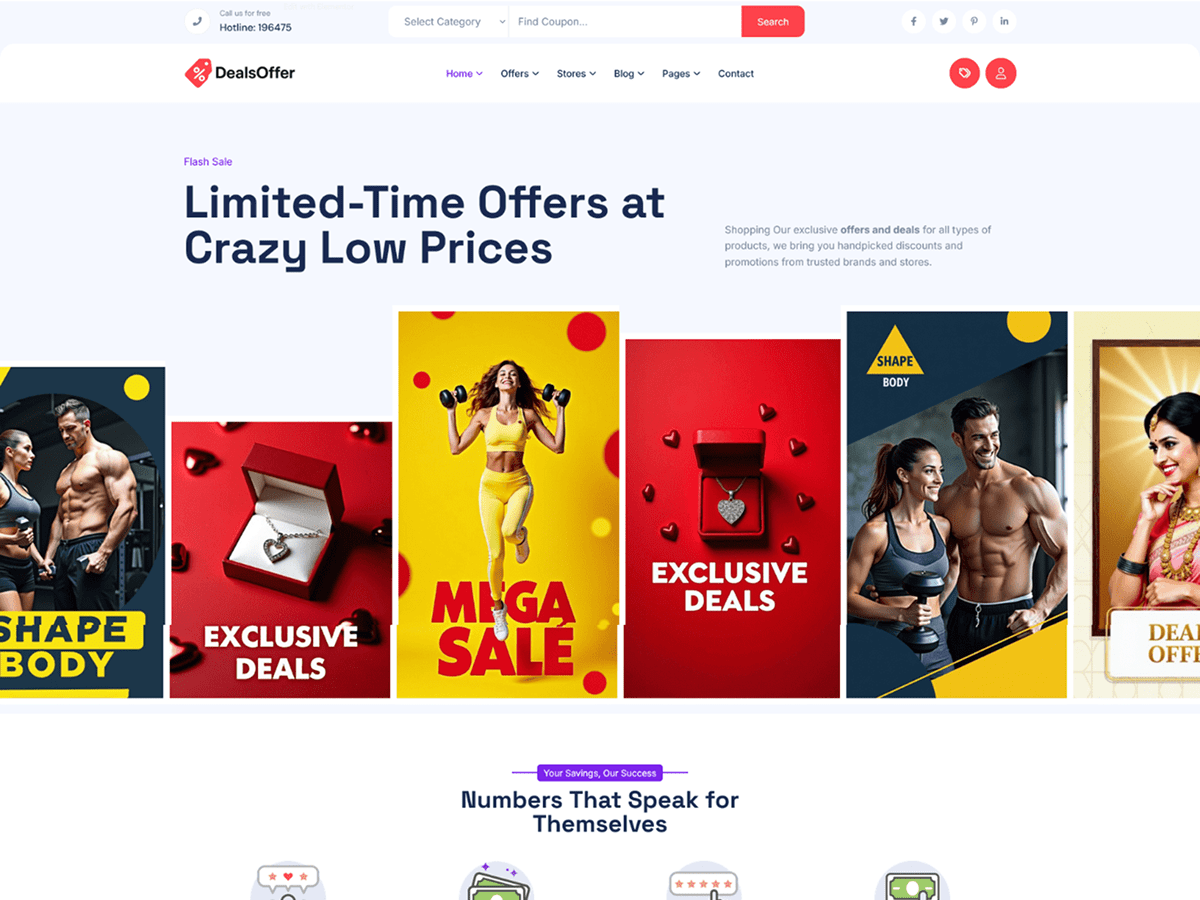 Call us for free
Hotline: 196475
Select Category
Find Coupon...
Search
DealsOffer
Home
Offers
Stores
Blog
Pages
Contact
Flash Sale
Limited-Time Offers at
Crazy Low Prices
Shopping Our exclusive offers and deals for all types of
products, we bring you handpicked discounts and
promotions from trusted brands and stores.
SHAPE
BODY
EXCLUSIVE
DEALS
MEGA
SALE
EXCLUSIVE
DEALS
SHAPE
BODY
Your Savings, Our Success
Numbers That Speak for
Themselves